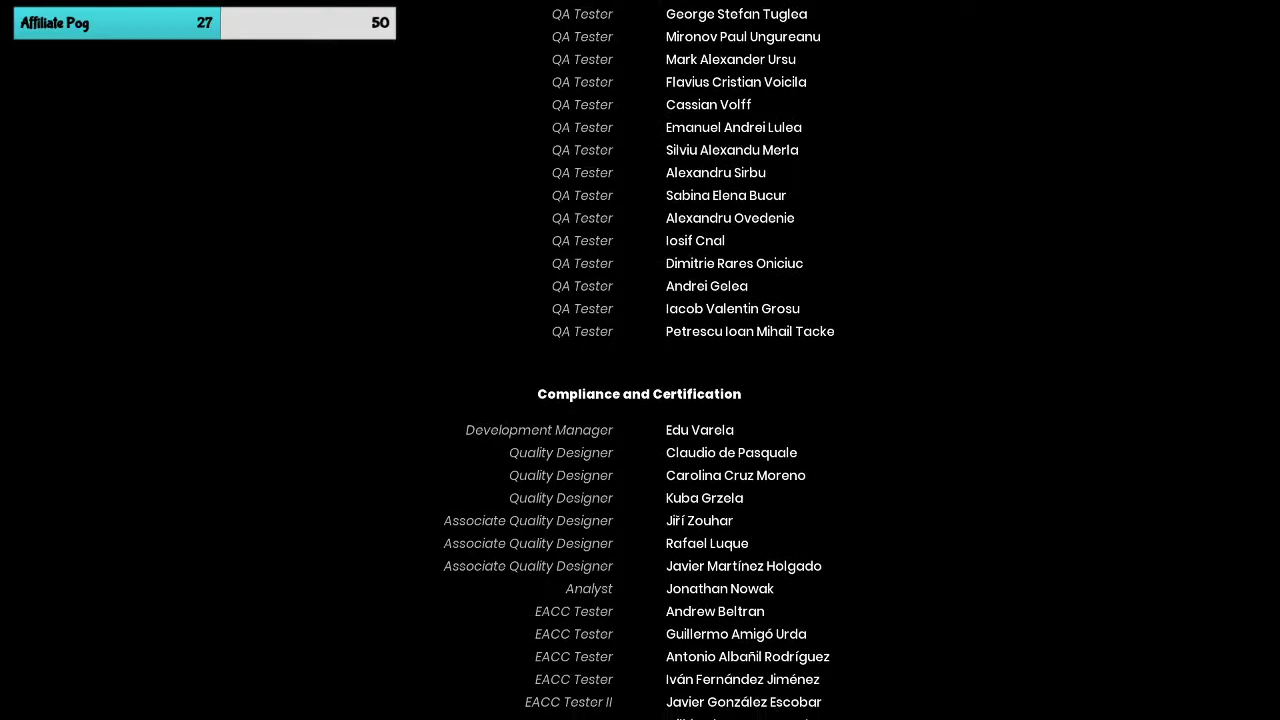 Affiliate Pog 27 50
QA Tester George Stefan Tuglea
QA Tester Mironov Paul Ungureanu
QA Tester Mark Alexander Ursu
QA Tester Flavius Cristian Voicila
QA Tester Cassian Volff
QA Tester Emanuel Andrei Lulea
QA Tester Silviu Alexandu Merla
QA Tester Alexandru Sirbu
QA Tester Sabina Elena Bucur
QA Tester Alexandru Ovedenie
QA Tester Iosif Cnal
QA Tester Dimitrie Rares Oniciuc
QA Tester Andrei Gelea
QA Tester Iacob Valentin Grosu
QA Tester Petrescu Ioan Mihail Tacke
Compliance and Certification
Development Manager Edu Varela
Quality Designer Claudio de Pasquale
Quality Designer Carolina Cruz Moreno
Quality Designer Kuba Grzela
Associate Quality Designer Jiří Zouhar
Associate Quality Designer Rafael Luque
Associate Quality Designer Javier Martínez Holgado
Analyst Jonathan Nowak
EACC Tester Andrew Beltran
EACC Tester Guillermo Amigó Urda
EACC Tester Antonio Albañil Rodríguez
EACC Tester Iván Fernández Jiménez
EACC Tester II Javier González Escobar